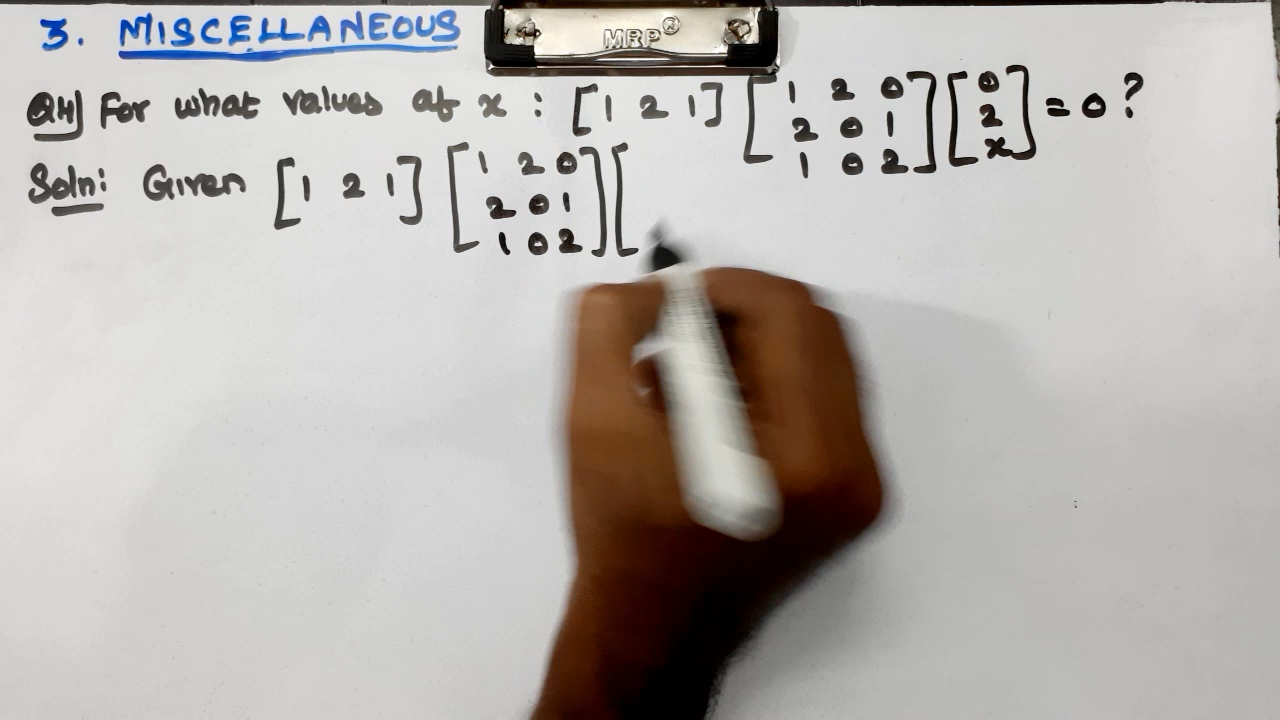 3. MISCELLANEOUS
MRP®
Q4] For what values of x : [1 2 1] [1 2 0 [0
2 0 1 2
1 0 2] x] = 0 ?
Soln: Given [1 2 1] [1 2 0
2 0 1
1 0 2] [